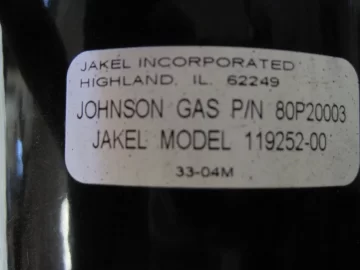 JAKEL INCORPORATED
HIGHLAND, IL. 62249
JOHNSON GAS P/N 80P20003
JAKEL MODEL 119252-00
33-04M